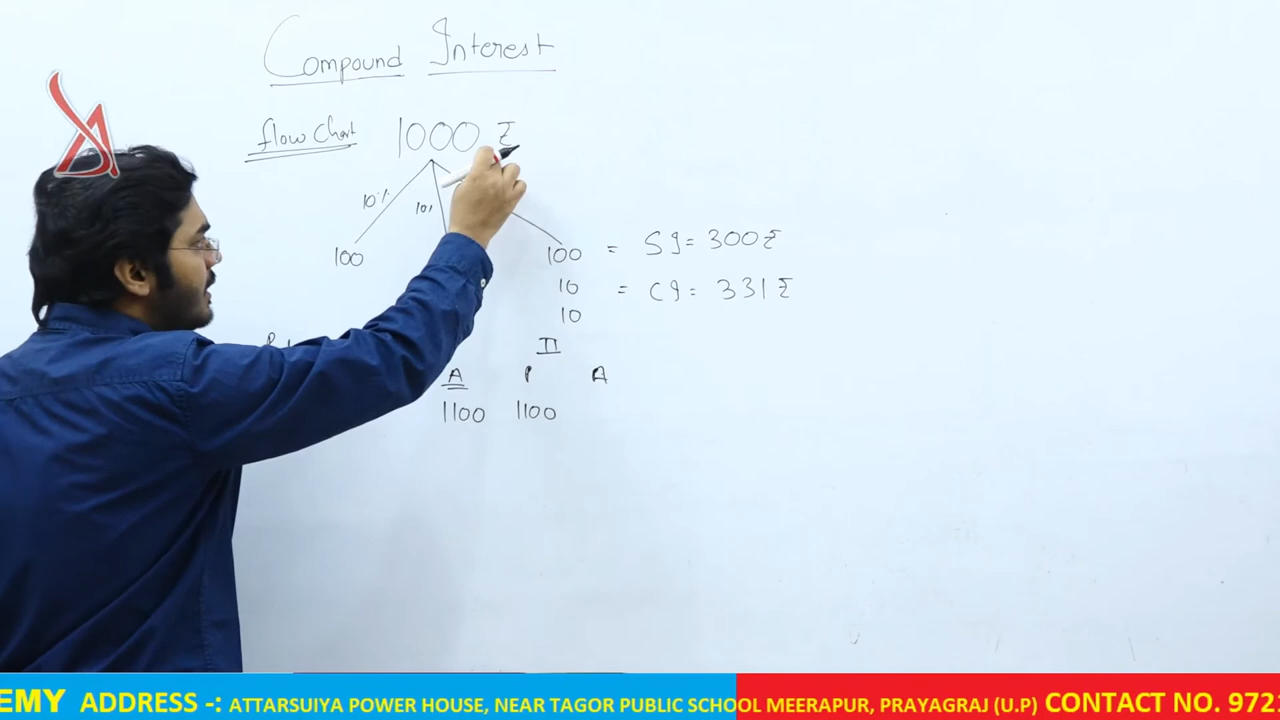 Compound Interest
flow chart 1000 ₹
10%
100
100 = SI = 300₹
10 = CI = 331₹
10
II
A P A
1100 1100
EMY ADDRESS -: ATTARSUIYA POWER HOUSE, NEAR TAGOR PUBLIC SCHOOL MEERAPUR, PRAYAGRAJ (U.P) CONTACT NO. 972